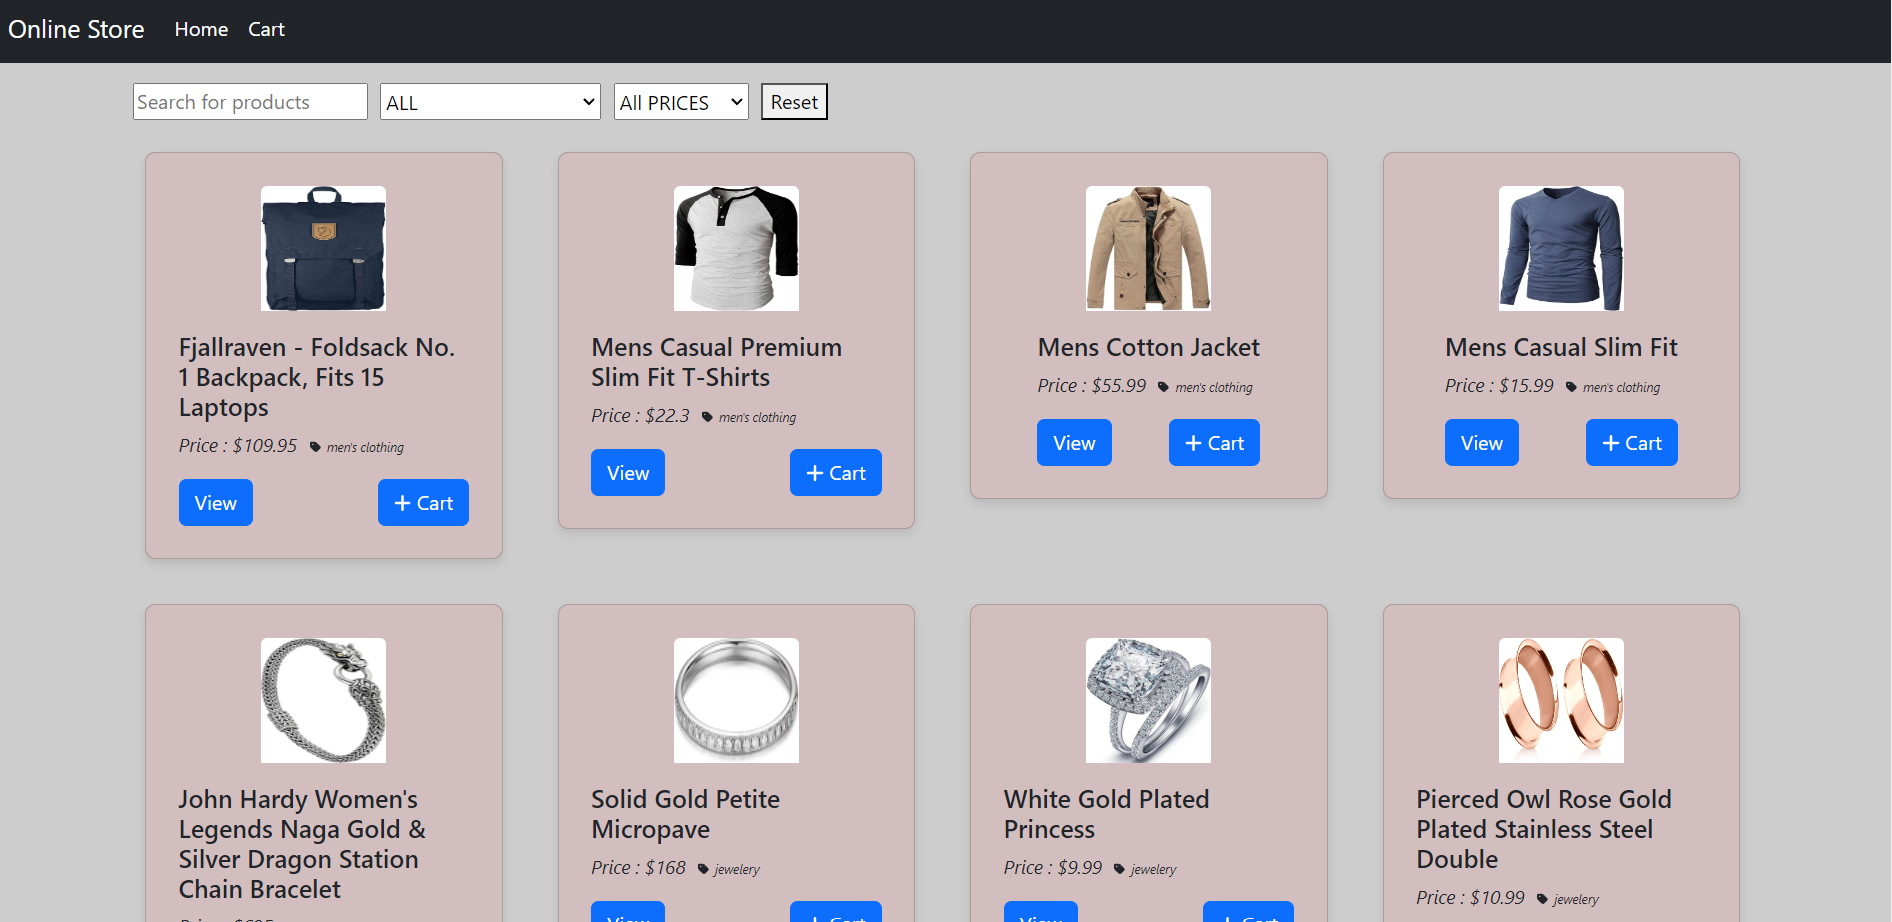 Online Store Home Cart
Search for products ALL All PRICES Reset
Fjallraven - Foldsack No.
1 Backpack, Fits 15
Laptops
Price : $109.95 men's clothing
View + Cart
Mens Casual Premium
Slim Fit T-Shirts
Price : $22.3 men's clothing
View + Cart
Mens Cotton Jacket
Price : $55.99 men's clothing
View + Cart
Mens Casual Slim Fit
Price : $15.99 men's clothing
View + Cart
John Hardy Women's
Legends Naga Gold &
Silver Dragon Station
Chain Bracelet
Solid Gold Petite
Micropave
Price : $168 jewelery
View + Cart
White Gold Plated
Princess
Price : $9.99 jewelery
View + Cart
Pierced Owl Rose Gold
Plated Stainless Steel
Double
Price : $10.99 jewelery